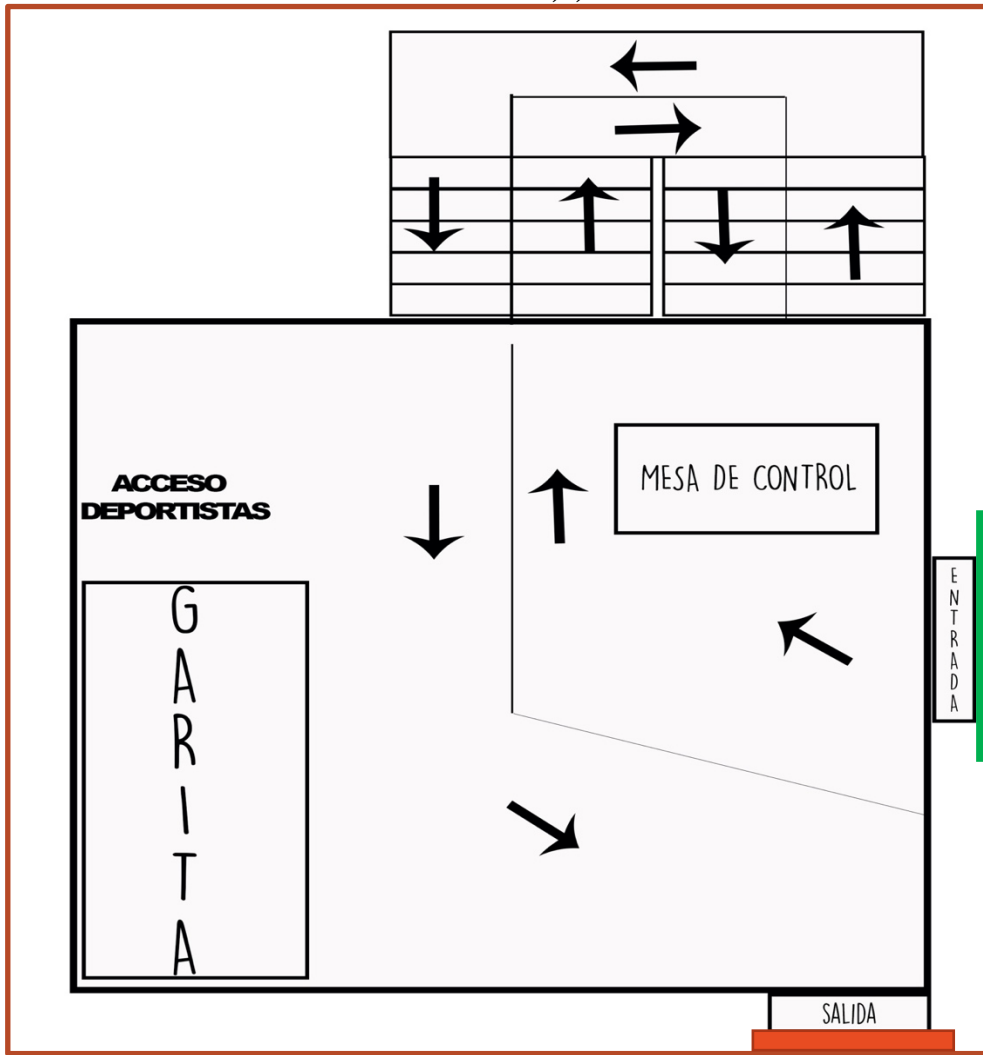 MESA DE CONTROL
ACCESO
DEPORTISTAS
ENTRADA
GARITA
SALIDA